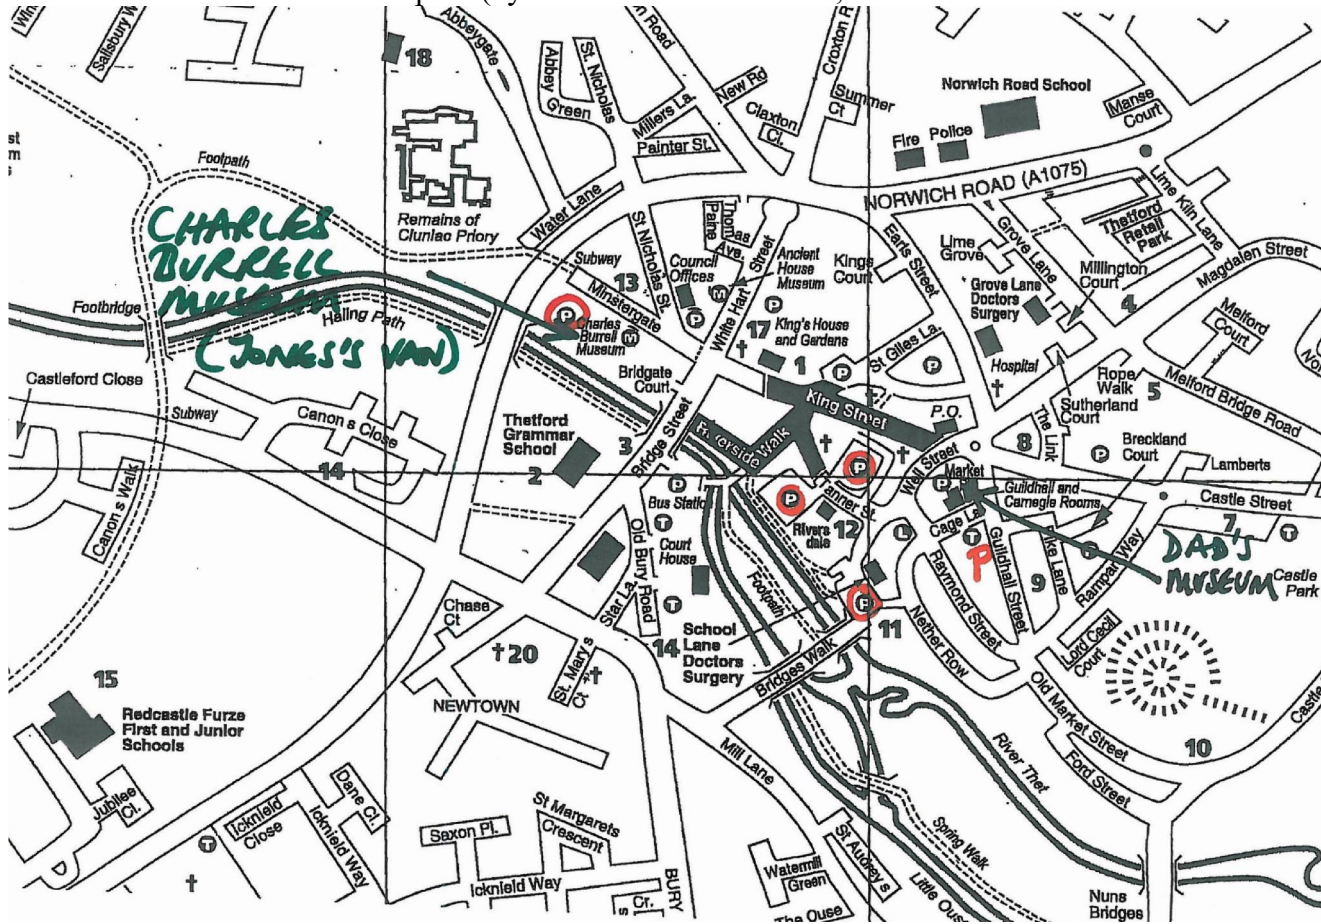 Salisbury W
Abbeygate
18
Abbey
Green
St. Nicholas
Millers La.
New Rd
Painter St.
Claxton
Cl.
Croxton R
Summer
Ct
Norwich Road School
Fire
Police
Manse
Court
NORWICH ROAD (A1075)
Lime Kiln Lane
Footpath
Remains of
Cluniac Priory
Water Lane
CHARLES
BURRELL
MUSEUM
(JONES'S VAN)
Footbridge
Haling Path
Subway
13
Minstergate
St Nicholas St.
Thomas
Paine
Ave.
Council
Offices
M
White Hart Street
Ancient
House
Museum
Kings
Court
Earls Street
Lime
Grove
Grove Lane
Thetford
Retail
Park
Millington
Court
Magdalen Street
4
Grove Lane
Doctors
Surgery
Melford
Court
P
Charles
Burrell
Museum
M
P
P
17
King's House
and Gardens
1
St Giles La.
P
P
Hospital
Rope
Walk
5
Sutherland
Court
Melford Bridge Road
Castleford Close
Subway
Canon s Close
14
Canon s Walk
Bridgate
Court
Thetford
Grammar
School
2
3
Bridge Street
Riverside Walk
King Street
P.O.
8
The Link
P
Breckland
Court
Lamberts
Castle Street
7
T
Well Street
Market
P
Guildhall and
Carnegie Rooms
P
P
Tanner St.
Rivers
dale
12
P
Bus Station
T
Court
House
T
Old Bury
Road
Star La.
L
Cage La.
T
P
Guildhall Street
Raymond Street
Pike Lane
9
Rampart Way
DAD'S
MUSEUM
Castle
Park
Footpath
14
School
Lane
Doctors
Surgery
P
11
Bridges Walk
Nether Row
Lord Cecil
Court
Old Market Street
Ford Street
10
Castle
Chase
Ct
20
St. Mary s
Ct
NEWTOWN
15
Redcastle Furze
First and Junior
Schools
Jubilee
Cl.
Icknield
Close
T
Icknield Way
Dane Cl.
Saxon Pl.
St Margarets
Crescent
Icknield Way
Cr.
BURY
Mill Lane
River Thet
Spring Walk
St Audrey s
Little Ouse
Watermill
Green
The Ouse
Nuns
Bridges